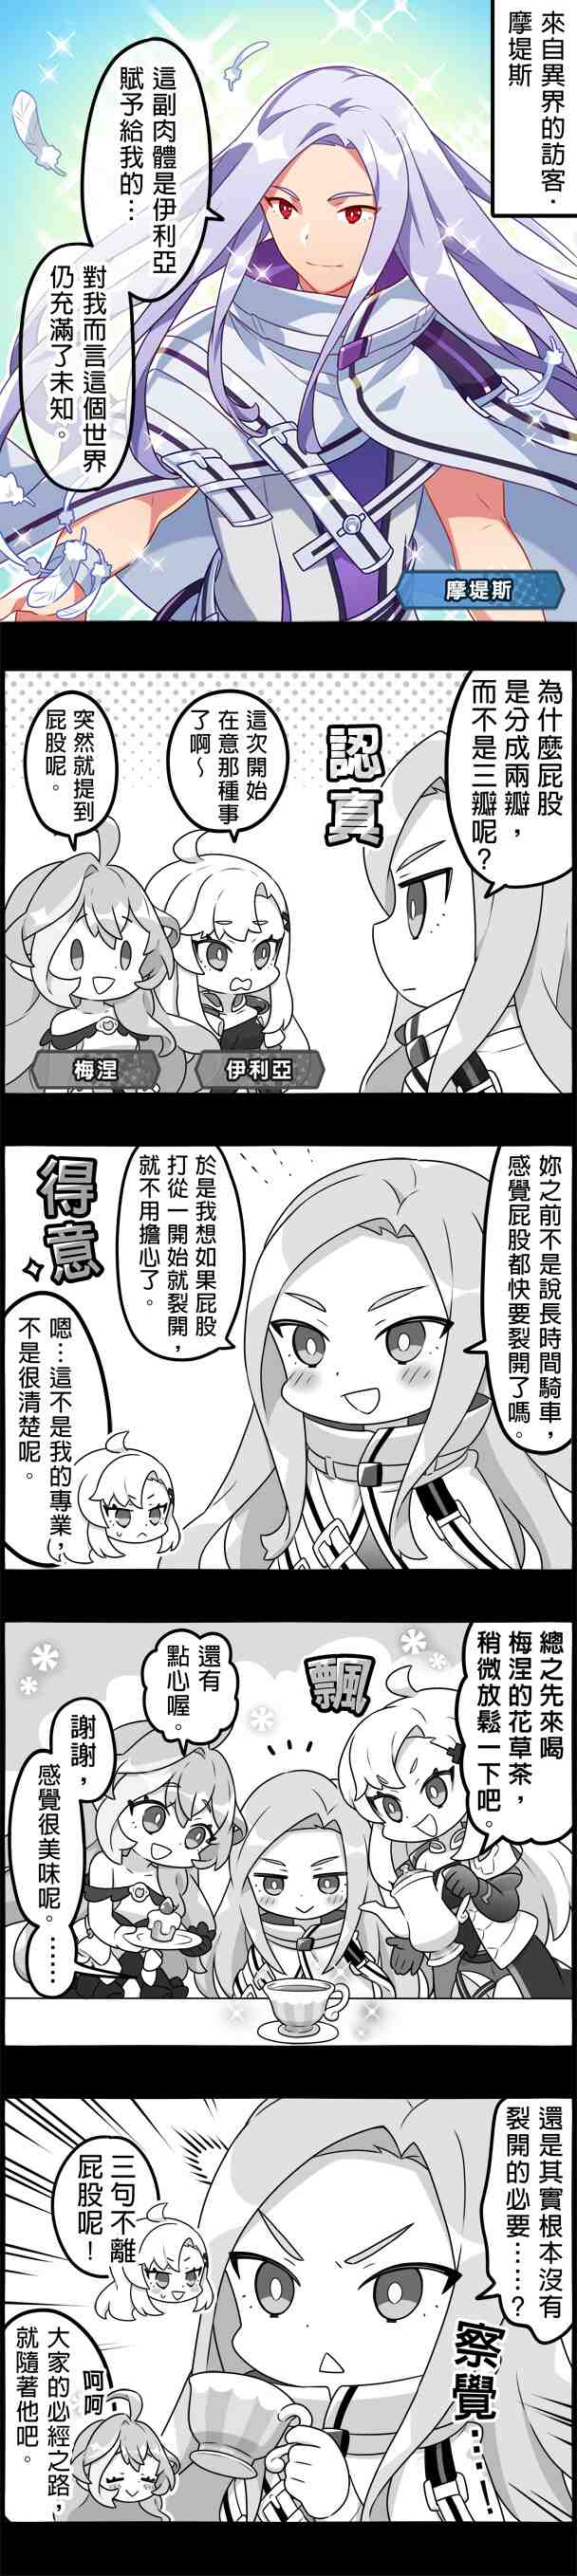 來自異界的訪客・
摩堤斯
這副肉體是伊利亞
賦予給我的…
對我而言這個世界
仍充滿了未知。
摩堤斯
為什麼屁股
是分成兩瓣，
而不是三瓣呢？
認真
這次開始
在意那種事
了啊～
突然就提到
屁股呢。
伊利亞
梅涅
妳之前不是說長時間騎車，
感覺屁股都快要裂開了嗎。
於是我想如果屁股
打從一開始就裂開，
就不用擔心了。
得意
嗯…這不是我的專業，
不是很清楚呢。
總之先來喝
梅涅的花草茶，
稍微放鬆一下吧。
飄
還有
點心喔。
謝謝，
感覺很美味呢。……
還是其實根本沒有
裂開的必要……？
察覺…！
三句不離
屁股呢！
呵呵
大家的必經之路，
就隨著他吧。